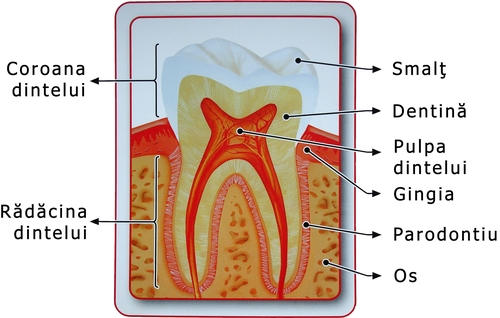 Coroana
dintelui
Rădăcina
dintelui
Smalţ
Dentină
Pulpa
dintelui
Gingia
Parodontiu
Os